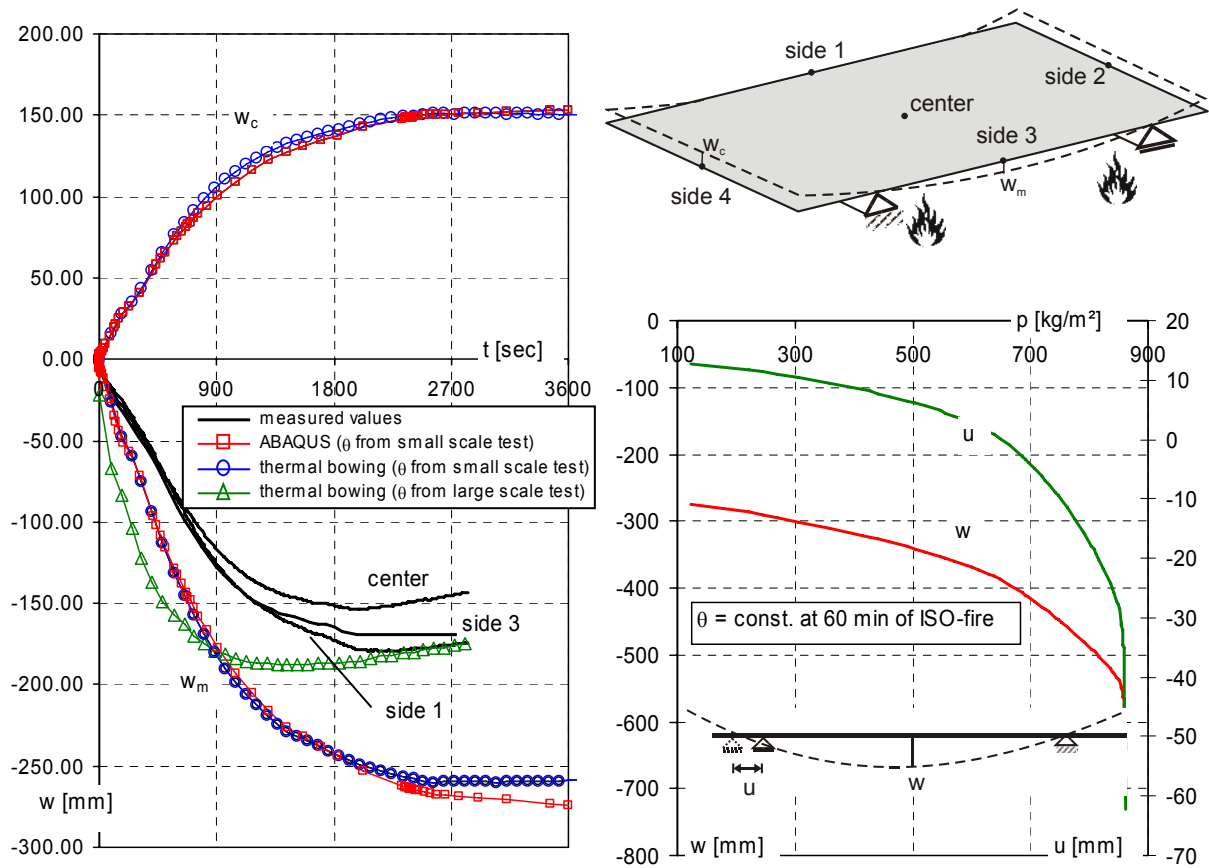 200.00
150.00
100.00
50.00
0.00
-50.00
-100.00
-150.00
-200.00
-250.00
-300.00
w [mm]
t [sec]
0
900
1800
2700
3600
wc
wm
measured values
ABAQUS (θ from small scale test)
thermal bowing (θ from small scale test)
thermal bowing (θ from large scale test)
center
side 3
side 1
side 1
side 2
center
side 3
wc
wm
side 4
p [kg/m²]
0
-100
-200
-300
-400
-500
-600
-700
-800
100
300
500
700
900
20
10
0
-10
-20
-30
-40
-50
-60
-70
u
w
θ = const. at 60 min of ISO-fire
u
w
w [mm]
u [mm]